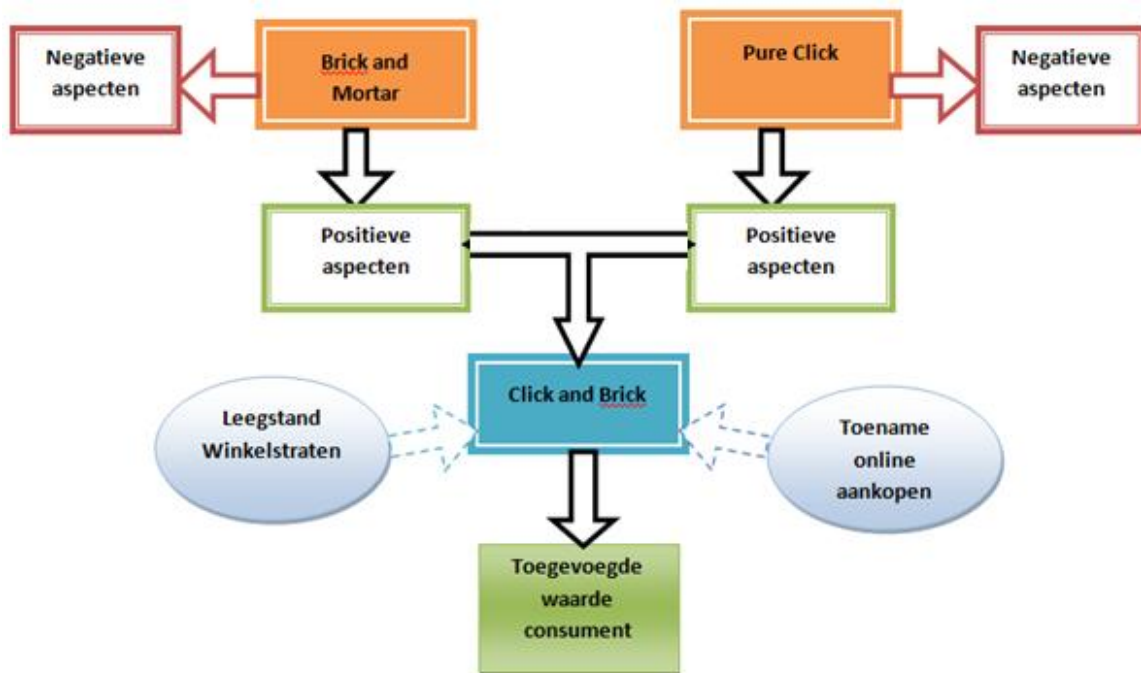 Negatieve
aspecten
Brick and
Mortar
Pure Click
Negatieve
aspecten
Positieve
aspecten
Positieve
aspecten
Click and Brick
Leegstand
Winkelstraten
Toename
online
aankopen
Toegevoegde
waarde
consument